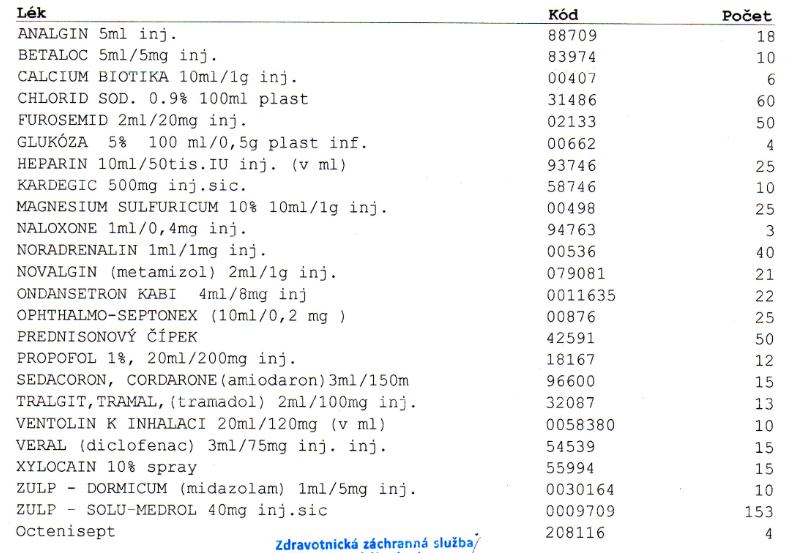 Lék Kód Počet
ANALGIN 5ml inj. 88709 18
BETALOC 5ml/5mg inj. 83974 10
CALCIUM BIOTIKA 10ml/1g inj. 00407 6
CHLORID SOD. 0.9% 100ml plast 31486 60
FUROSEMID 2ml/20mg inj. 02133 50
GLUKÓZA 5% 100 ml/0,5g plast inf. 00662 4
HEPARIN 10ml/50tis.IU inj. (v ml) 93746 25
KARDEGIC 500mg inj.sic. 58746 10
MAGNESIUM SULFURICUM 10% 10ml/1g inj. 00498 25
NALOXONE 1ml/0,4mg inj. 94763 3
NORADRENALIN 1ml/1mg inj. 00536 40
NOVALGIN (metamizol) 2ml/1g inj. 079081 21
ONDANSETRON KABI 4ml/8mg inj 0011635 22
OPHTHALMO-SEPTONEX (10ml/0,2 mg ) 00876 25
PREDNISONOVÝ ČÍPEK 42591 50
PROPOFOL 1%, 20ml/200mg inj. 18167 12
SEDACORON, CORDARONE(amiodaron)3ml/150m 96600 15
TRALGIT,TRAMAL,(tramadol) 2ml/100mg inj. 32087 13
VENTOLIN K INHALACI 20ml/120mg (v ml) 0058380 10
VERAL (diclofenac) 3ml/75mg inj. inj. 54539 15
XYLOCAIN 10% spray 55994 15
ZULP - DORMICUM (midazolam) 1ml/5mg inj. 0030164 10
ZULP - SOLU-MEDROL 40mg inj.sic 0009709 153
Octenisept 208116 4
Zdravotnická záchranná služba